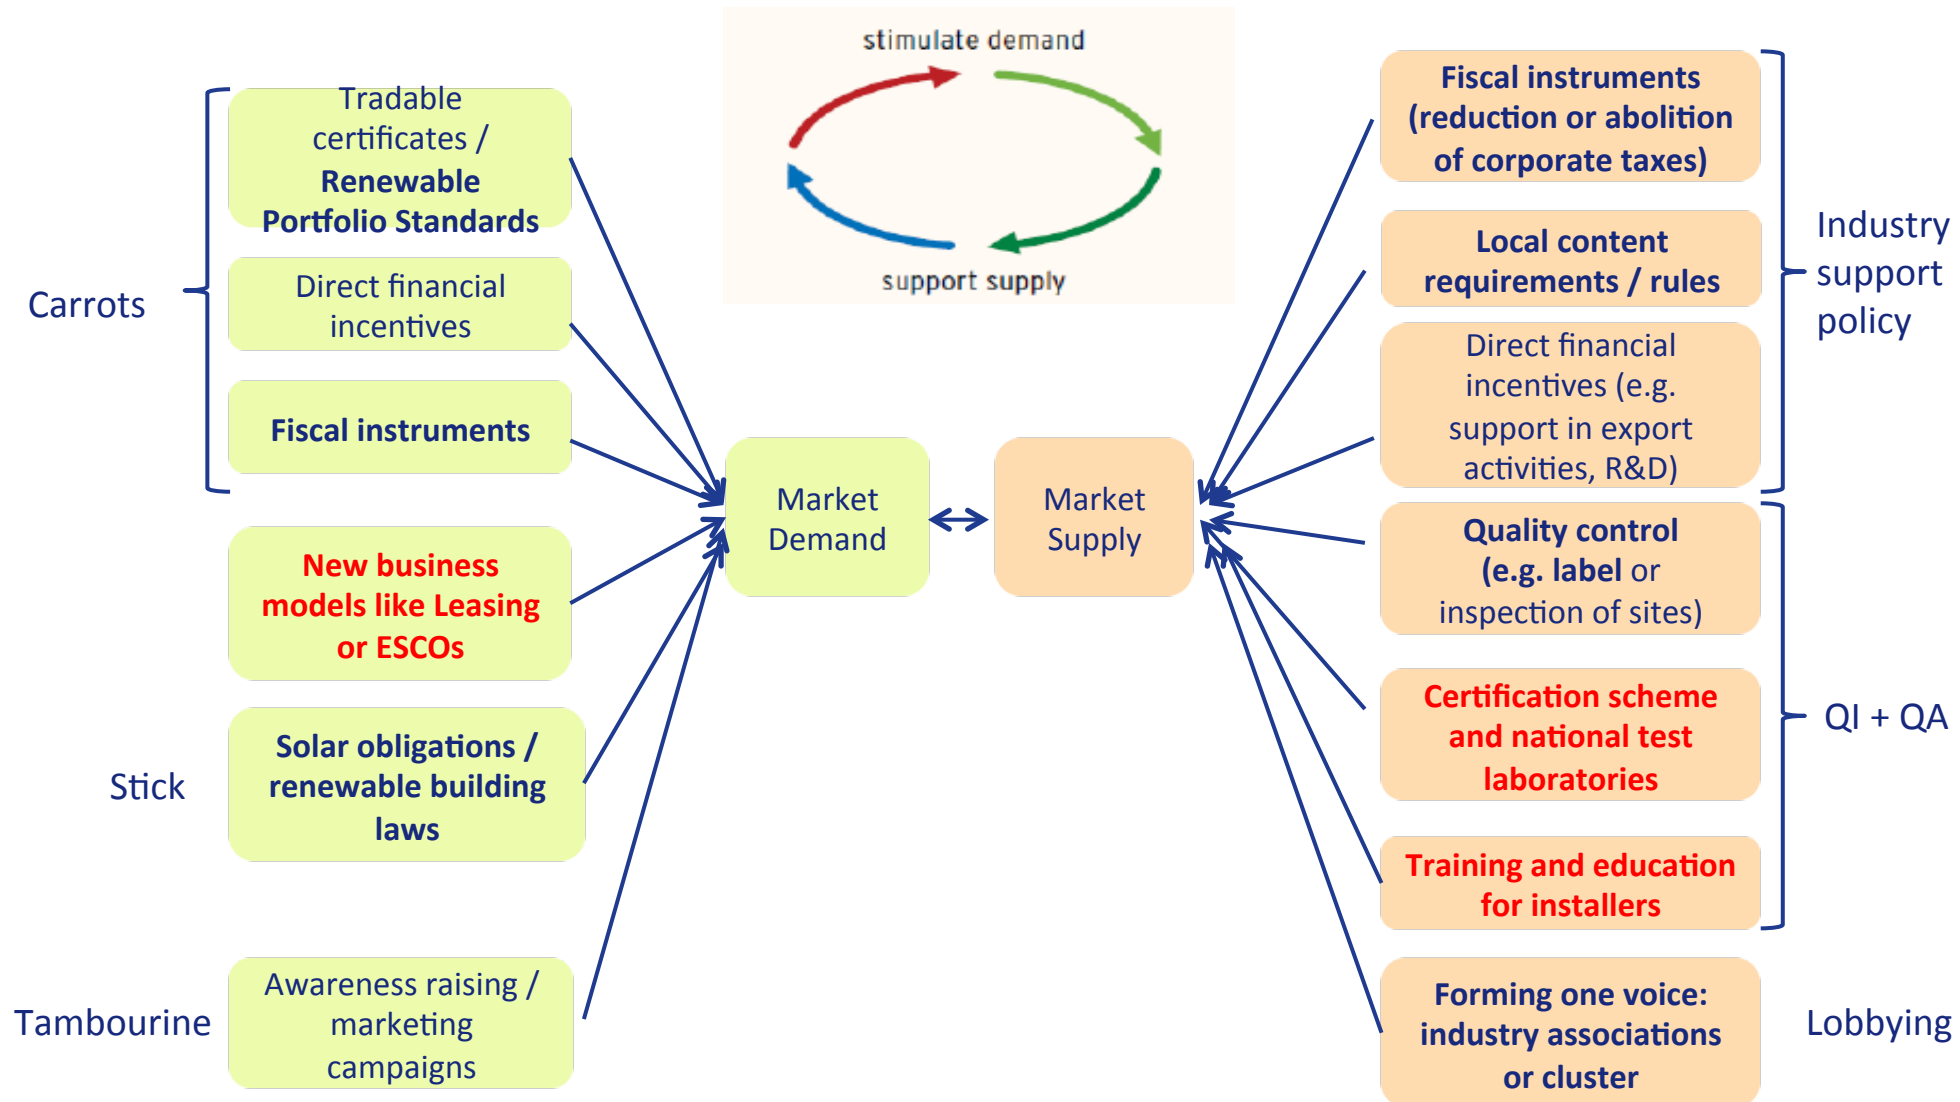 stimulate demand
support supply
Carrots
Tradable
certificates /
Renewable
Portfolio Standards
Direct financial
incentives
Fiscal instruments
New business
models like Leasing
or ESCOs
Stick
Solar obligations /
renewable building
laws
Tambourine
Awareness raising /
marketing
campaigns
Market
Demand
Market
Supply
Fiscal instruments
(reduction or abolition
of corporate taxes)
Local content
requirements / rules
Direct financial
incentives (e.g.
support in export
activities, R&D)
Industry
support
policy
Quality control
(e.g. label or
inspection of sites)
Certification scheme
and national test
laboratories
Training and education
for installers
QI + QA
Forming one voice:
industry associations
or cluster
Lobbying